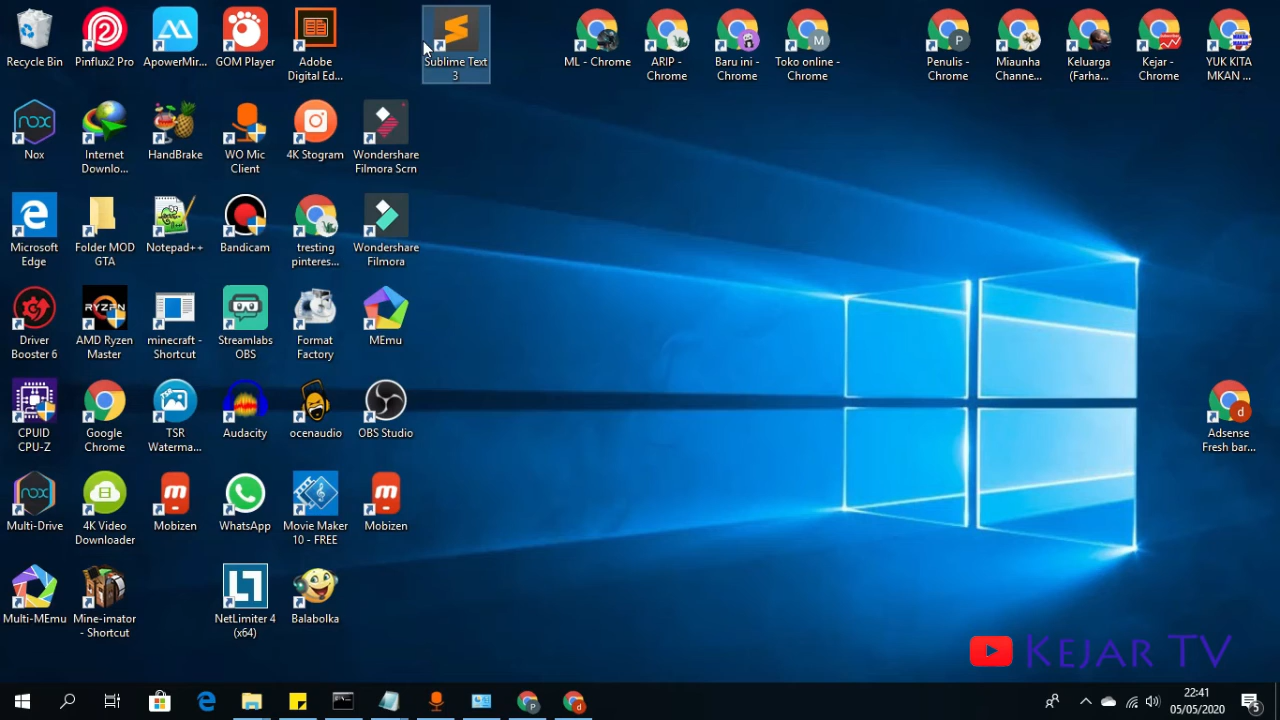 Recycle Bin
Pinflux2 Pro
ApowerMir...
GOM Player
Adobe
Digital Ed...
Sublime Text
3
ML - Chrome
ARIP -
Chrome
Baru ini -
Chrome
Toko online -
Chrome
Penulis -
Chrome
Miaunha
Channe...
Keluarga
(Farha...
Kejar -
Chrome
YUK KITA
MKAN ...
Nox
Internet
Downlo...
HandBrake
WO Mic
Client
4K Stogram
Wondershare
Filmora Scrn
Microsoft
Edge
Folder MOD
GTA
Notepad++
Bandicam
tresting
pinteres...
Wondershare
Filmora
Driver
Booster 6
RYZEN
AMD Ryzen
Master
minecraft -
Shortcut
Streamlabs
OBS
Format
Factory
MEmu
CPUID
CPU-Z
Google
Chrome
TSR
Waterma...
Audacity
ocenaudio
OBS Studio
Adsense
Fresh bar...
Multi-Drive
4K Video
Downloader
Mobizen
WhatsApp
Movie Maker
10 - FREE
Mobizen
Multi-MEmu
Mine-imator
- Shortcut
NetLimiter 4
(x64)
Balabolka
KEJAR TV
22:41
05/05/2020
5